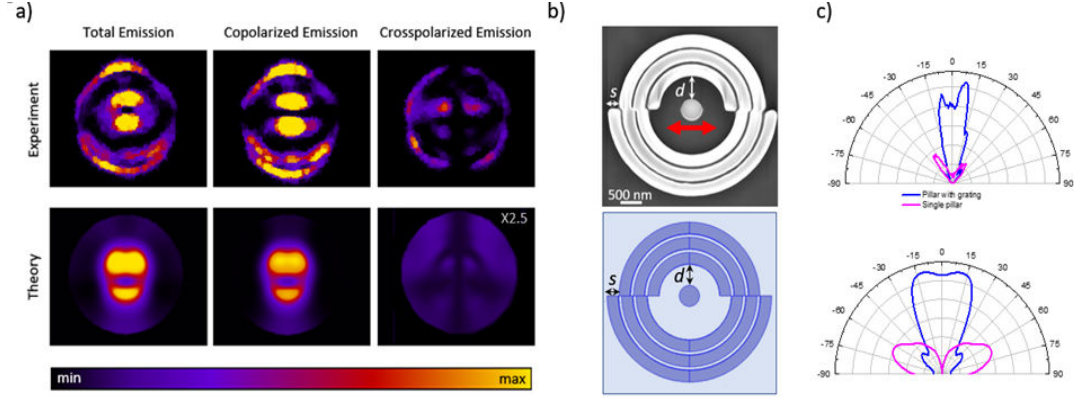 a)
Total Emission
Copolarized Emission
Crosspolarized Emission
Experiment
Theory
X2.5
min
max
b)
d
s
500 nm
d
s
c)
-15
0
15
-30
30
-45
45
-60
60
-75
75
-90
90
Pillar with grating
Single pillar
-15
0
15
-30
30
-45
45
-60
60
-75
75
-90
90